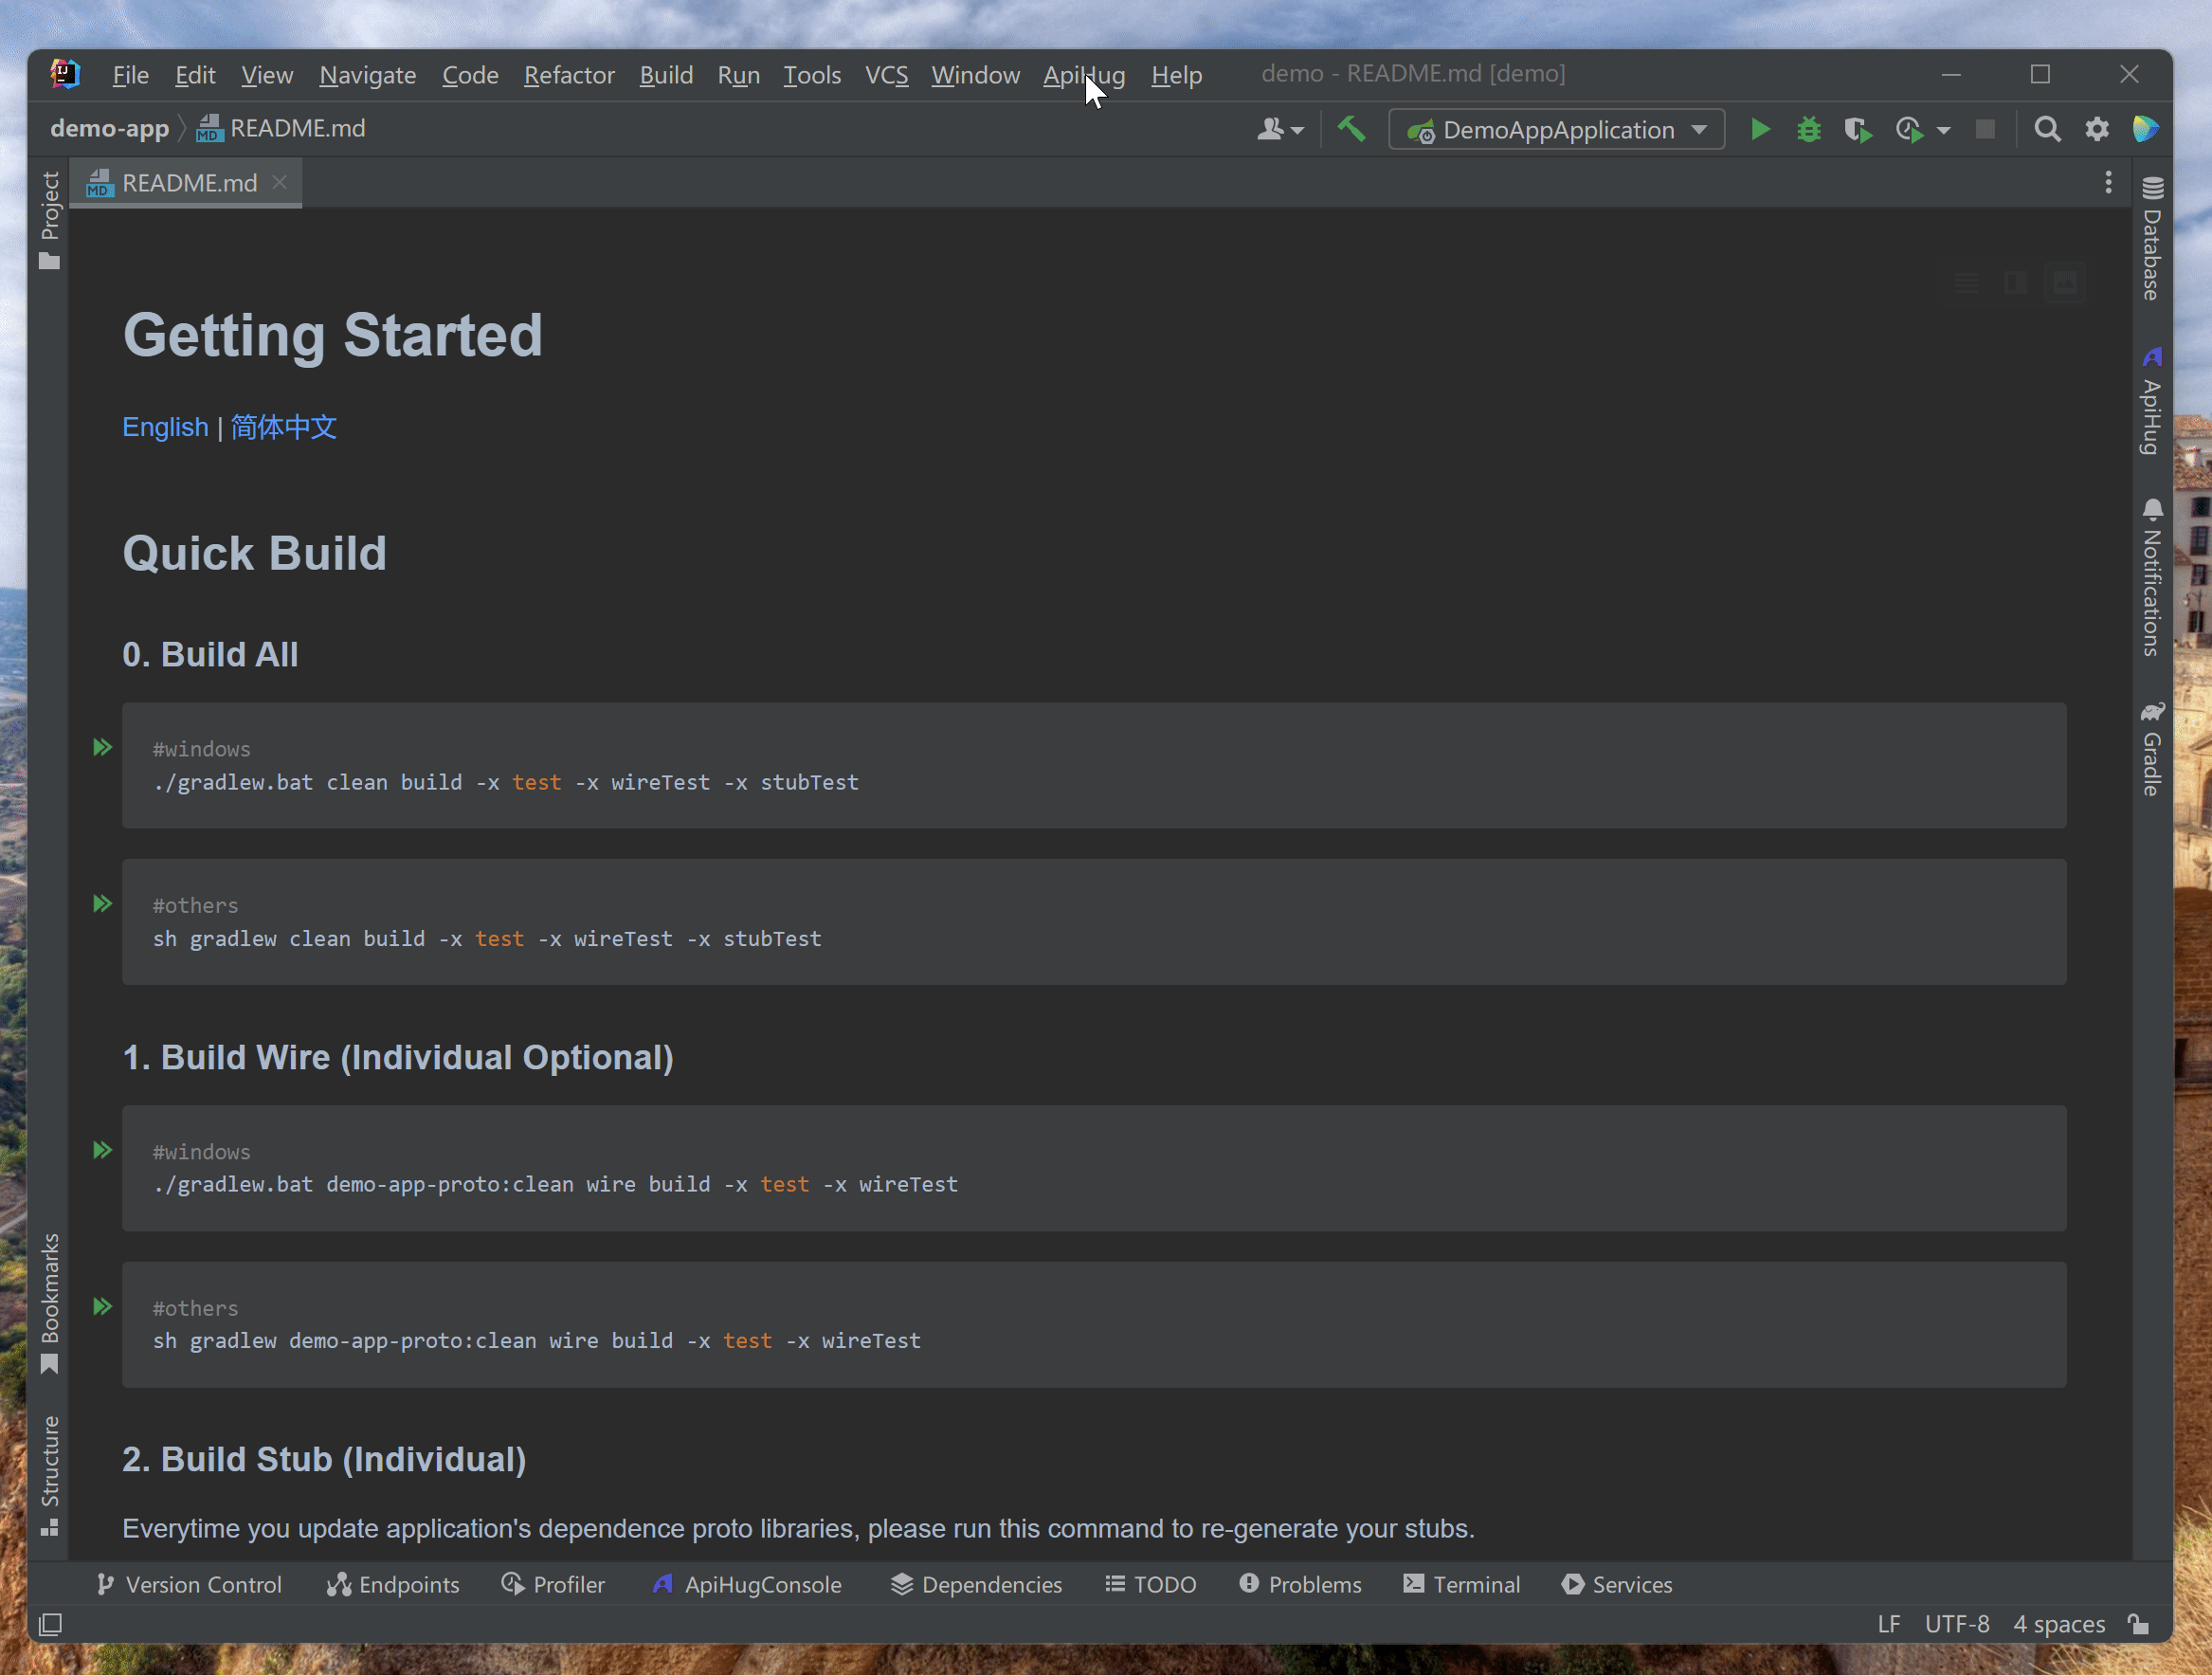 File Edit View Navigate Code Refactor Build Run Tools VCS Window ApiHug Help demo - README.md [demo]
demo-app README.md DemoAppApplication
README.md
Project
Database
ApiHug
Notifications
Gradle
Getting Started
English | 简体中文
Quick Build
0. Build All
#windows
./gradlew.bat clean build -x test -x wireTest -x stubTest
#others
sh gradlew clean build -x test -x wireTest -x stubTest
1. Build Wire (Individual Optional)
#windows
./gradlew.bat demo-app-proto:clean wire build -x test -x wireTest
#others
sh gradlew demo-app-proto:clean wire build -x test -x wireTest
2. Build Stub (Individual)
Everytime you update application's dependence proto libraries, please run this command to re-generate your stubs.
Bookmarks
Structure
Version Control Endpoints Profiler ApiHugConsole Dependencies TODO Problems Terminal Services
LF UTF-8 4 spaces